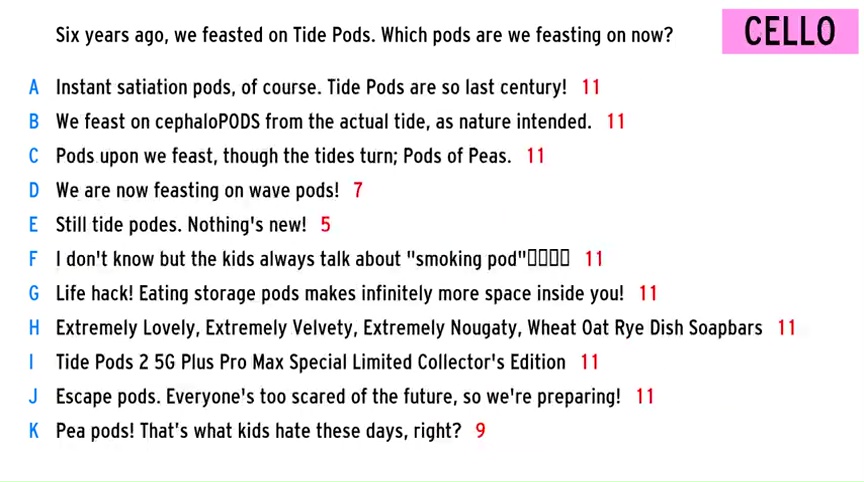 Six years ago, we feasted on Tide Pods. Which pods are we feasting on now?
CELLO
A Instant satiation pods, of course. Tide Pods are so last century! 11
B We feast on cephaloPODS from the actual tide, as nature intended. 11
C Pods upon we feast, though the tides turn; Pods of Peas. 11
D We are now feasting on wave pods! 7
E Still tide podes. Nothing's new! 5
F I don't know but the kids always talk about "smoking pod"▯▯▯▯ 11
G Life hack! Eating storage pods makes infinitely more space inside you! 11
H Extremely Lovely, Extremely Velvety, Extremely Nougaty, Wheat Oat Rye Dish Soapbars 11
I Tide Pods 2 5G Plus Pro Max Special Limited Collector's Edition 11
J Escape pods. Everyone's too scared of the future, so we're preparing! 11
K Pea pods! That's what kids hate these days, right? 9